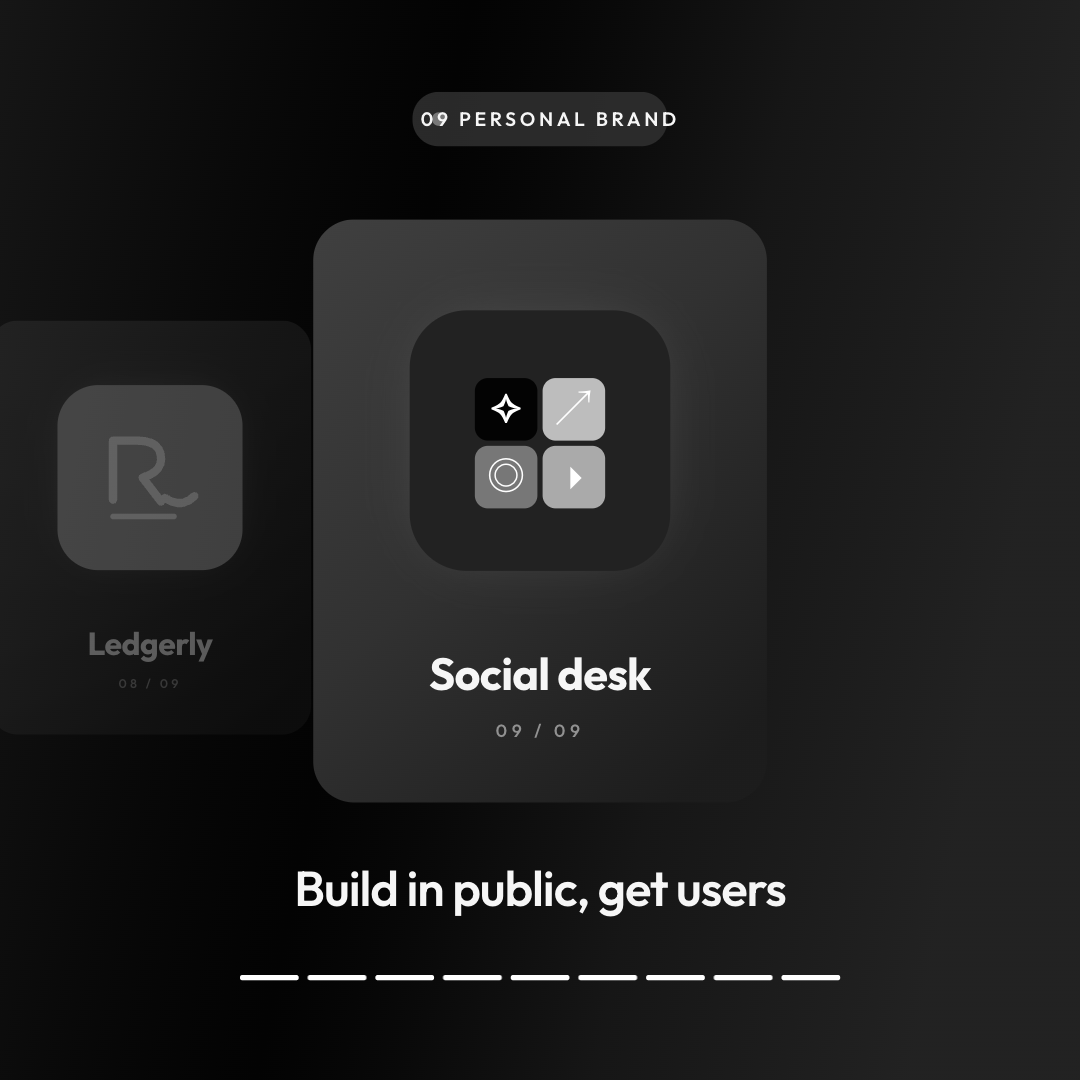 09 PERSONAL BRAND
Ledgerly
08 / 09
Social desk
09 / 09
Build in public, get users